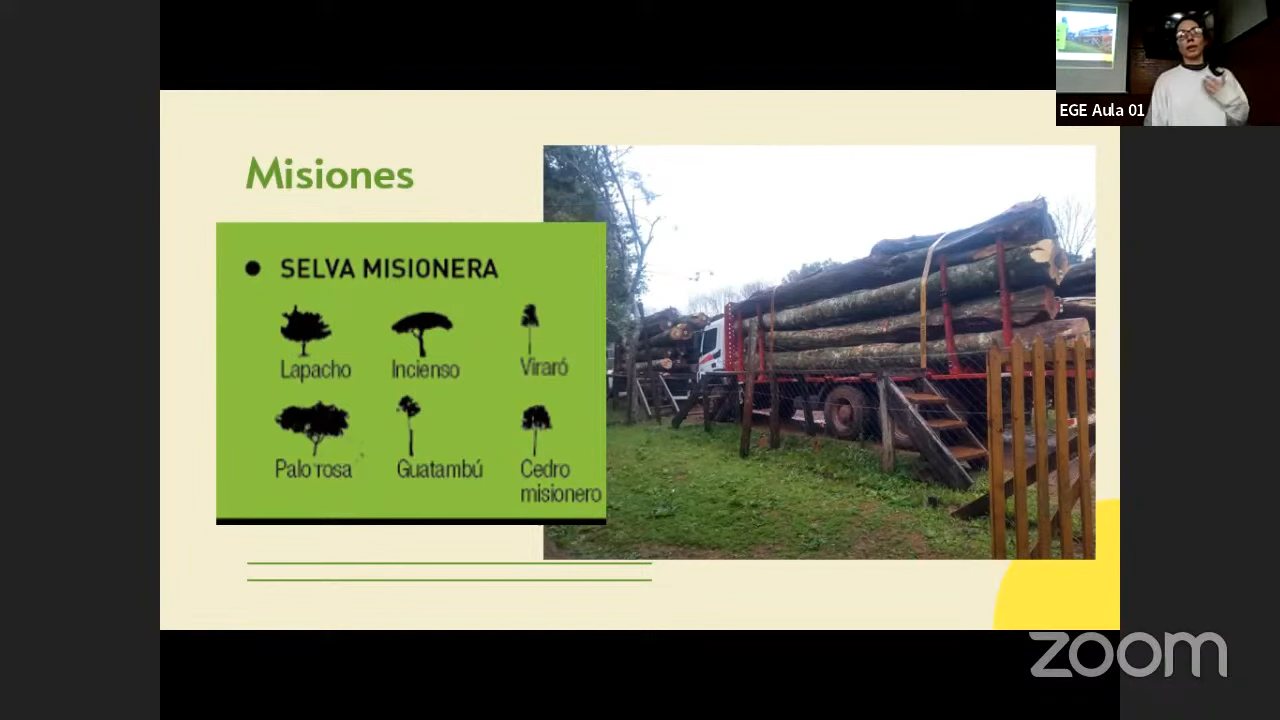 EGE Aula 01
Misiones
● SELVA MISIONERA
Lapacho
Incienso
Viraró
Palo rosa
Guatambú
Cedro
misionero
zoom